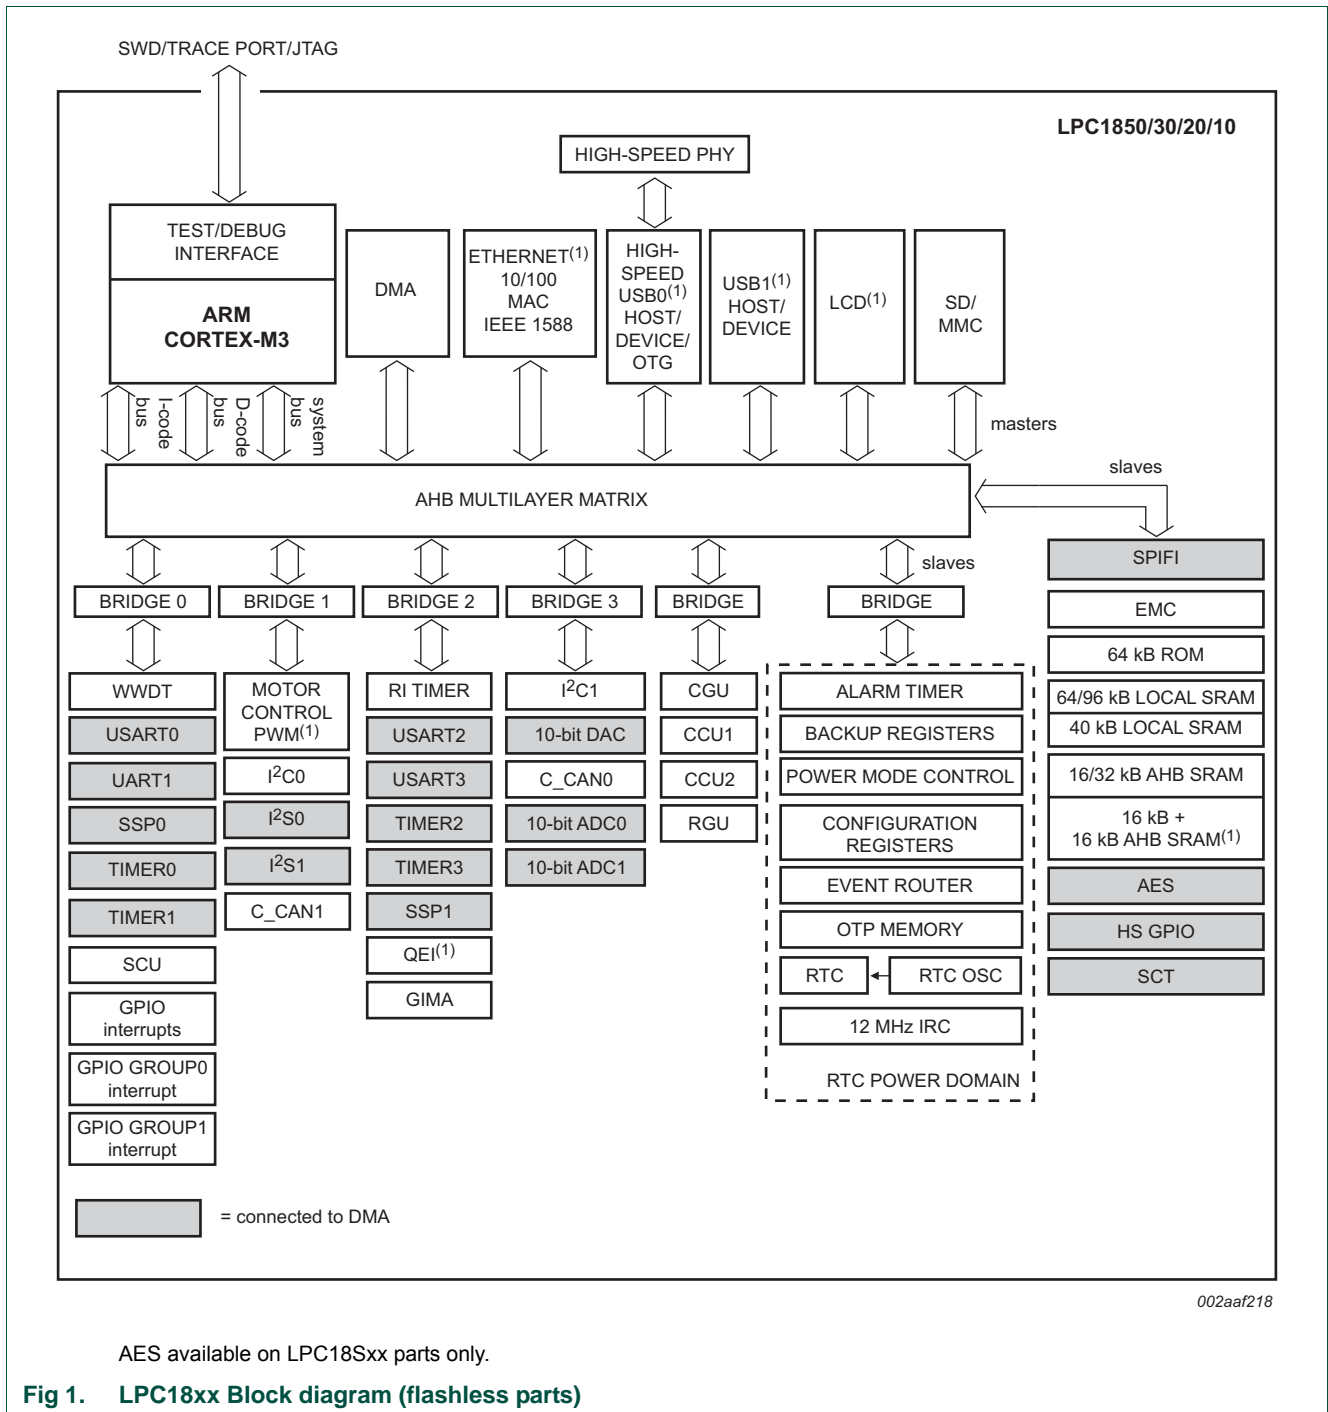 SWD/TRACE PORT/JTAG
LPC1850/30/20/10
HIGH-SPEED PHY
TEST/DEBUG
INTERFACE
ARM
CORTEX-M3
DMA
ETHERNET(1)
10/100
MAC
IEEE 1588
HIGH-
SPEED
USB0(1)
HOST/
DEVICE/
OTG
USB1(1)
HOST/
DEVICE
LCD(1)
SD/
MMC
I-code
bus
D-code
bus
system
bus
masters
slaves
AHB MULTILAYER MATRIX
slaves
BRIDGE 0
BRIDGE 1
BRIDGE 2
BRIDGE 3
BRIDGE
BRIDGE
WWDT
USART0
UART1
SSP0
TIMER0
TIMER1
SCU
GPIO
interrupts
GPIO GROUP0
interrupt
GPIO GROUP1
interrupt
MOTOR
CONTROL
PWM(1)
I2C0
I2S0
I2S1
C_CAN1
RI TIMER
USART2
USART3
TIMER2
TIMER3
SSP1
QEI(1)
GIMA
I2C1
10-bit DAC
C_CAN0
10-bit ADC0
10-bit ADC1
CGU
CCU1
CCU2
RGU
ALARM TIMER
BACKUP REGISTERS
POWER MODE CONTROL
CONFIGURATION
REGISTERS
EVENT ROUTER
OTP MEMORY
RTC
RTC OSC
12 MHz IRC
RTC POWER DOMAIN
SPIFI
EMC
64 kB ROM
64/96 kB LOCAL SRAM
40 kB LOCAL SRAM
16/32 kB AHB SRAM
16 kB +
16 kB AHB SRAM(1)
AES
HS GPIO
SCT
= connected to DMA
002aaf218
AES available on LPC18Sxx parts only.
Fig 1. LPC18xx Block diagram (flashless parts)